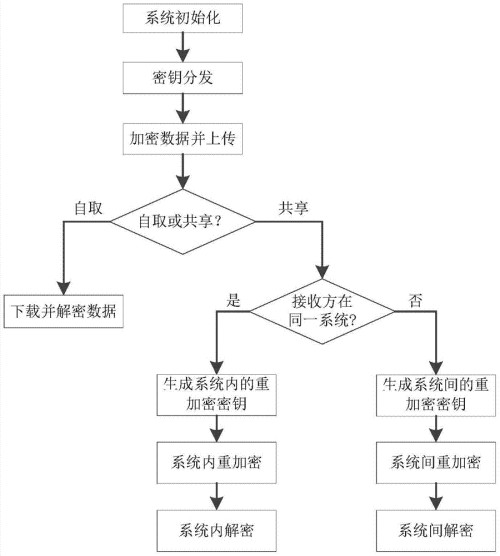 系统初始化
密钥分发
加密数据并上传
自取
自取或共享?
共享
下载并解密数据
是
接收方在
同一系统?
否
生成系统内的重
加密密钥
生成系统间的重
加密密钥
系统内重加密
系统间重加密
系统内解密
系统间解密